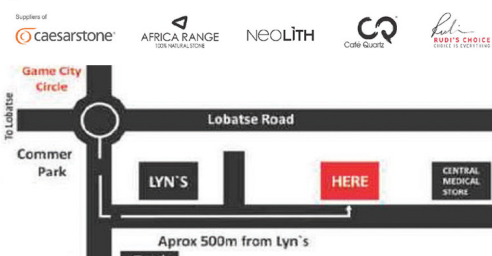 Suppliers of
caesarstone
AFRICA RANGE
100% NATURAL STONE
NEOLITH
CQ
Café Quartz
Rudi's
RUDI'S CHOICE
CHOICE IS EVERYTHING
Game City
Circle
To Lobatse
Lobatse Road
Commer
Park
LYN`S
HERE
CENTRAL
MEDICAL
STORE
Aprox 500m from Lyn`s